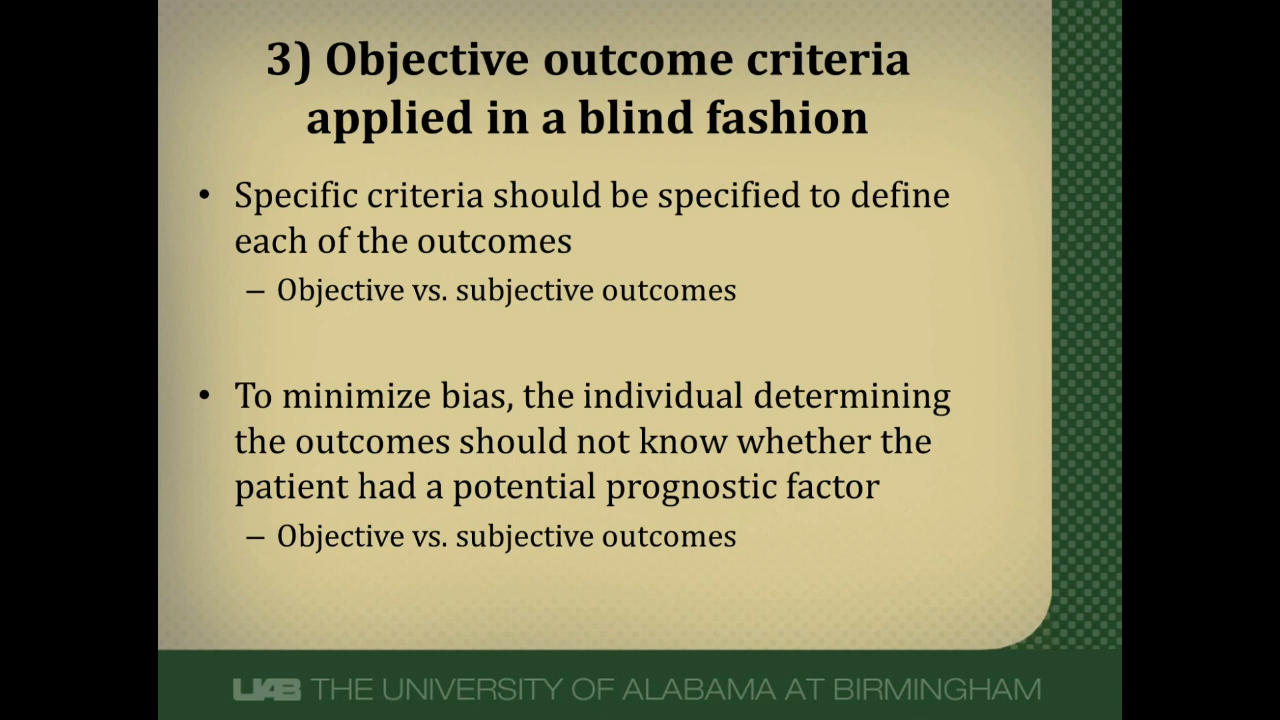 3) Objective outcome criteria
applied in a blind fashion
• Specific criteria should be specified to define
each of the outcomes
– Objective vs. subjective outcomes
• To minimize bias, the individual determining
the outcomes should not know whether the
patient had a potential prognostic factor
– Objective vs. subjective outcomes
UAB THE UNIVERSITY OF ALABAMA AT BIRMINGHAM